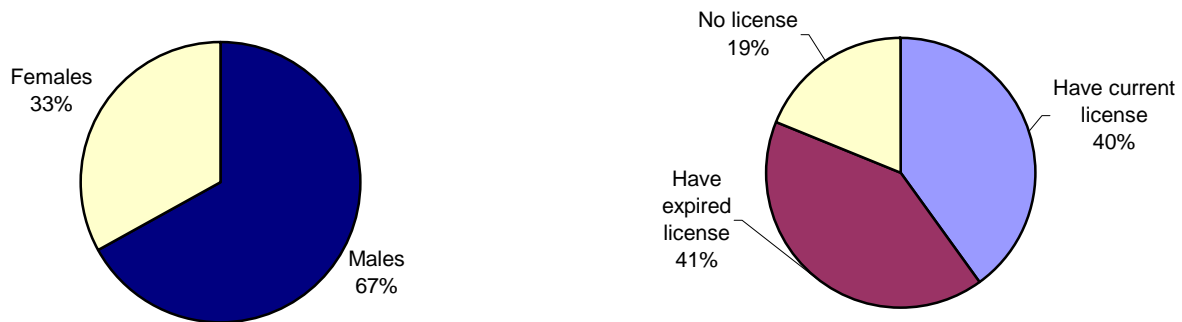 Females
33%
Males
67%
No license
19%
Have current
license
40%
Have
expired
license
41%